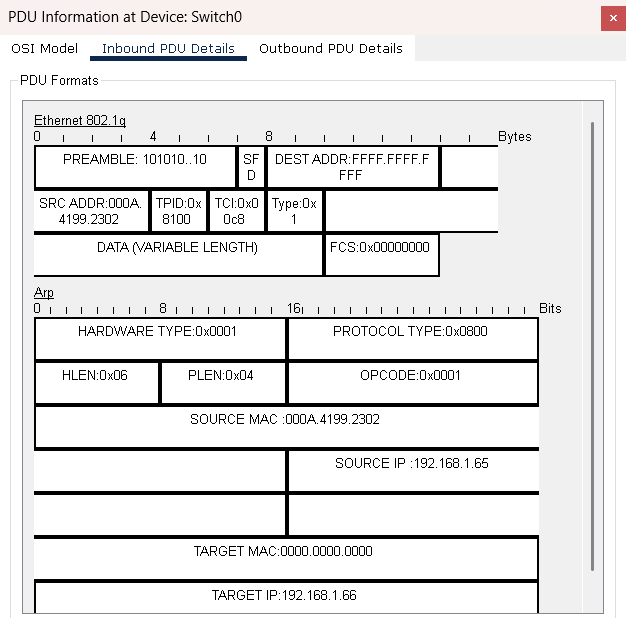 PDU Information at Device: Switch0
×
OSI Model Inbound PDU Details Outbound PDU Details
PDU Formats
Ethernet 802.1q
0 4 8 Bytes
PREAMBLE: 101010..10 SF DEST ADDR:FFFF.FFFF.F
D FFF
SRC ADDR:000A. TPID:0x TCI:0x0 Type:0x
4199.2302 8100 0c8 1
DATA (VARIABLE LENGTH) FCS:0x00000000
Arp
0 8 16 Bits
HARDWARE TYPE:0x0001 PROTOCOL TYPE:0x0800
HLEN:0x06 PLEN:0x04 OPCODE:0x0001
SOURCE MAC :000A.4199.2302
SOURCE IP :192.168.1.65
TARGET MAC:0000.0000.0000
TARGET IP:192.168.1.66